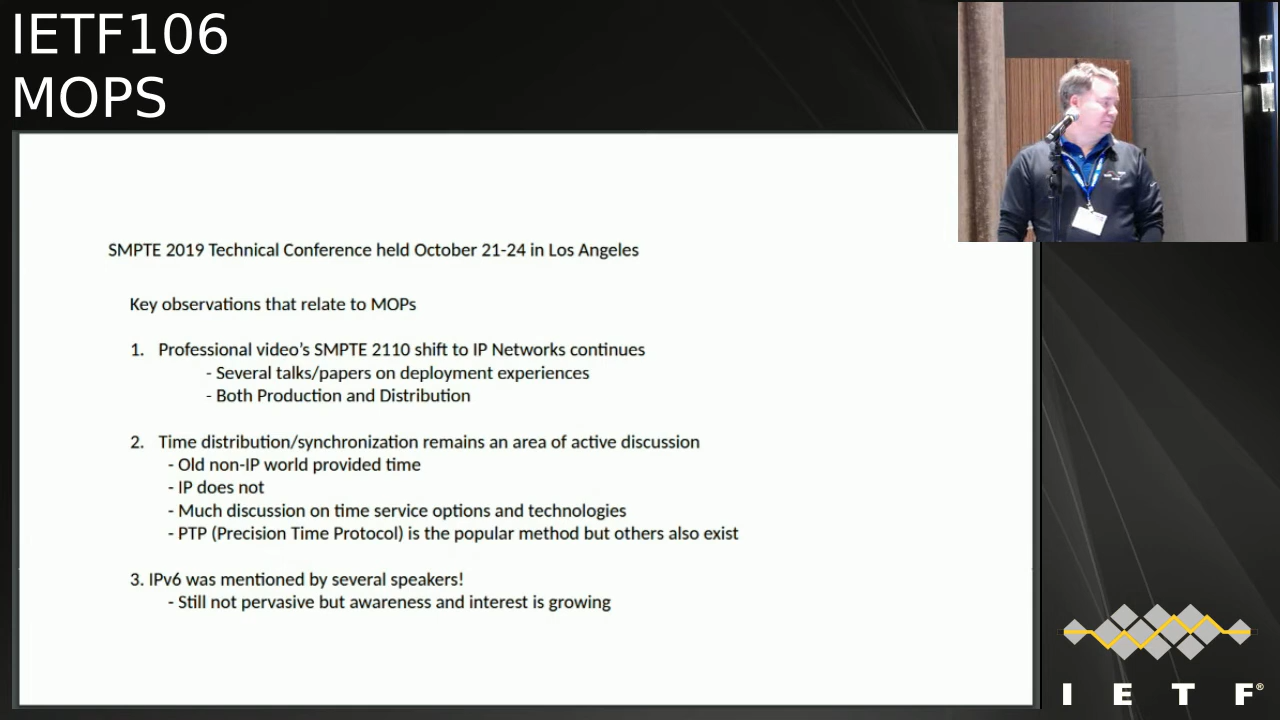 IETF106
MOPS
SMPTE 2019 Technical Conference held October 21-24 in Los Angeles
Key observations that relate to MOPs
1. Professional video’s SMPTE 2110 shift to IP Networks continues
- Several talks/papers on deployment experiences
- Both Production and Distribution
2. Time distribution/synchronization remains an area of active discussion
- Old non-IP world provided time
- IP does not
- Much discussion on time service options and technologies
- PTP (Precision Time Protocol) is the popular method but others also exist
3. IPv6 was mentioned by several speakers!
- Still not pervasive but awareness and interest is growing
I E T F®